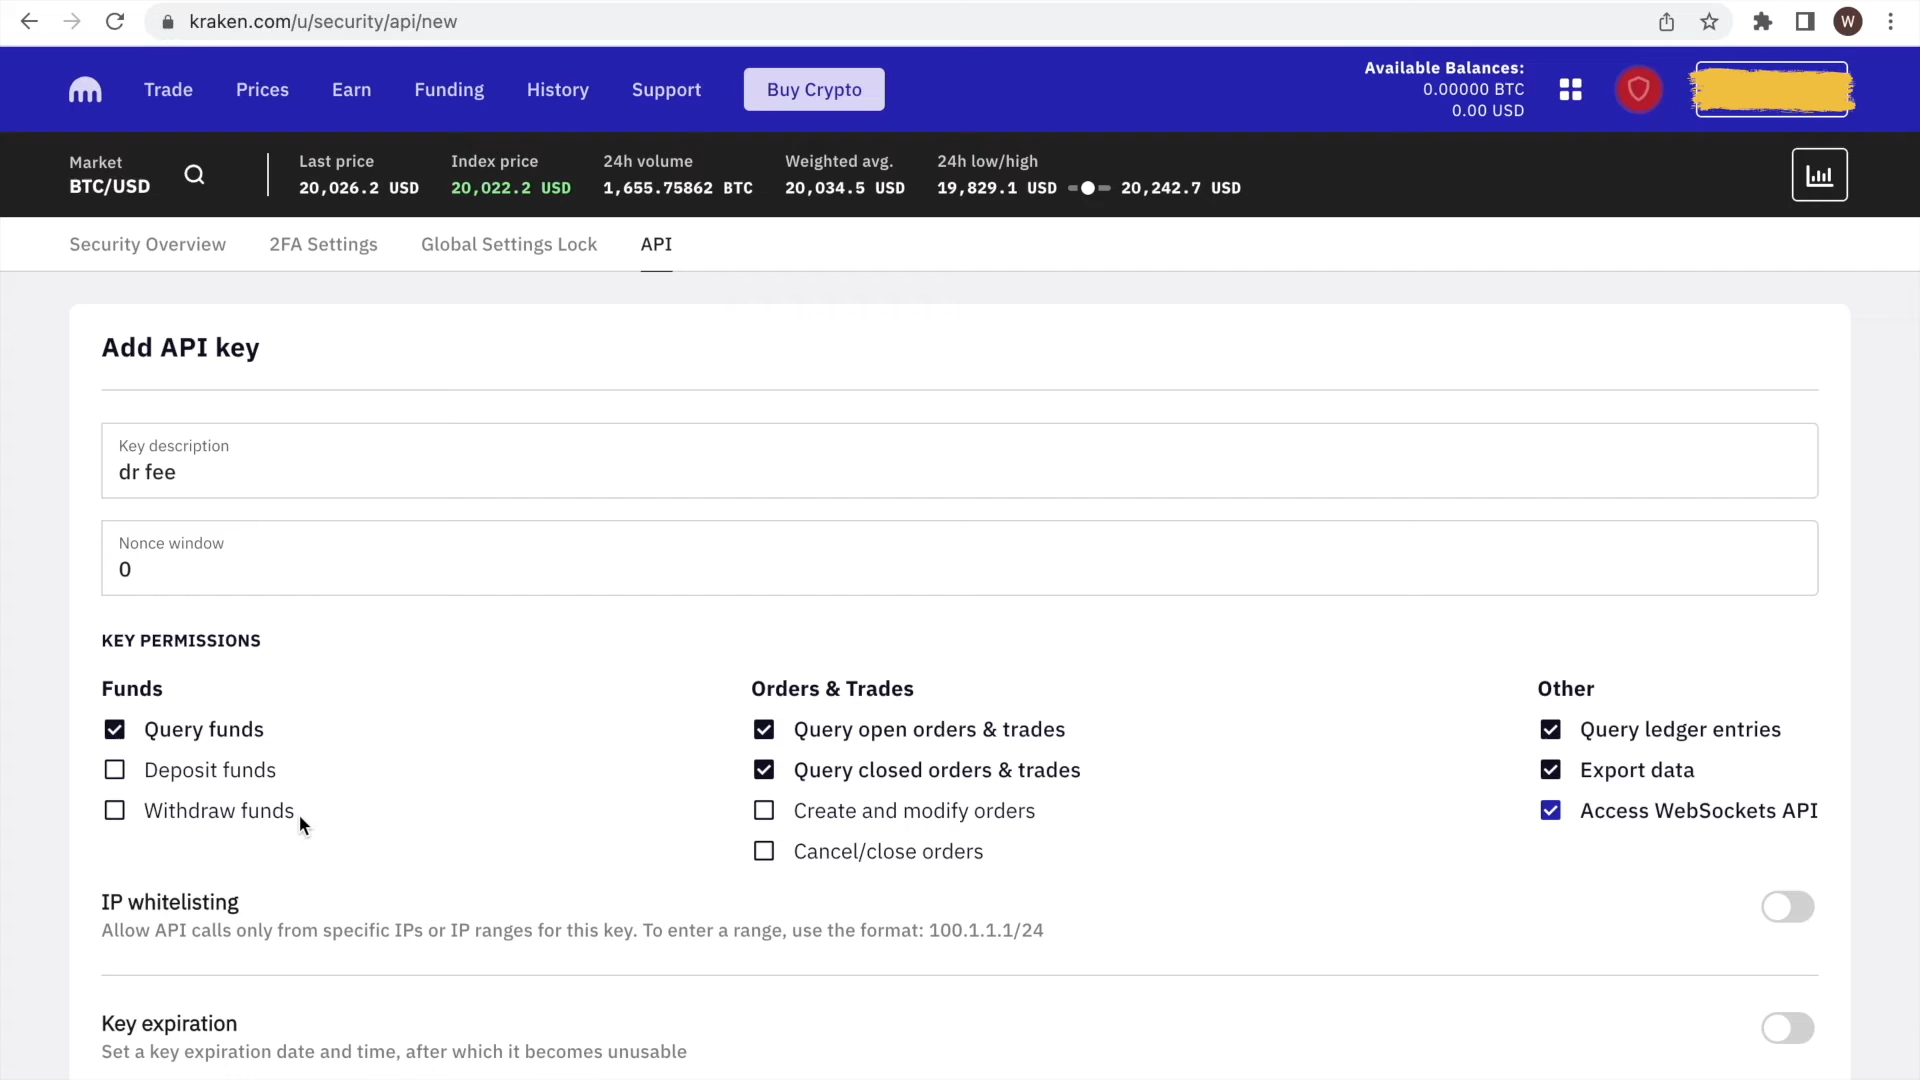 kraken.com/u/security/api/new
W
Trade
Prices
Earn
Funding
History
Support
Buy Crypto
Available Balances:
0.00000 BTC
0.00 USD
Market
BTC/USD
Last price
20,026.2 USD
Index price
20,022.2 USD
24h volume
1,655.75862 BTC
Weighted avg.
20,034.5 USD
24h low/high
19,829.1 USD
20,242.7 USD
Security Overview
2FA Settings
Global Settings Lock
API
Add API key
Key description
dr fee
Nonce window
0
KEY PERMISSIONS
Funds
Query funds
Deposit funds
Withdraw funds
Orders & Trades
Query open orders & trades
Query closed orders & trades
Create and modify orders
Cancel/close orders
Other
Query ledger entries
Export data
Access WebSockets API
IP whitelisting
Allow API calls only from specific IPs or IP ranges for this key. To enter a range, use the format: 100.1.1.1/24
Key expiration
Set a key expiration date and time, after which it becomes unusable